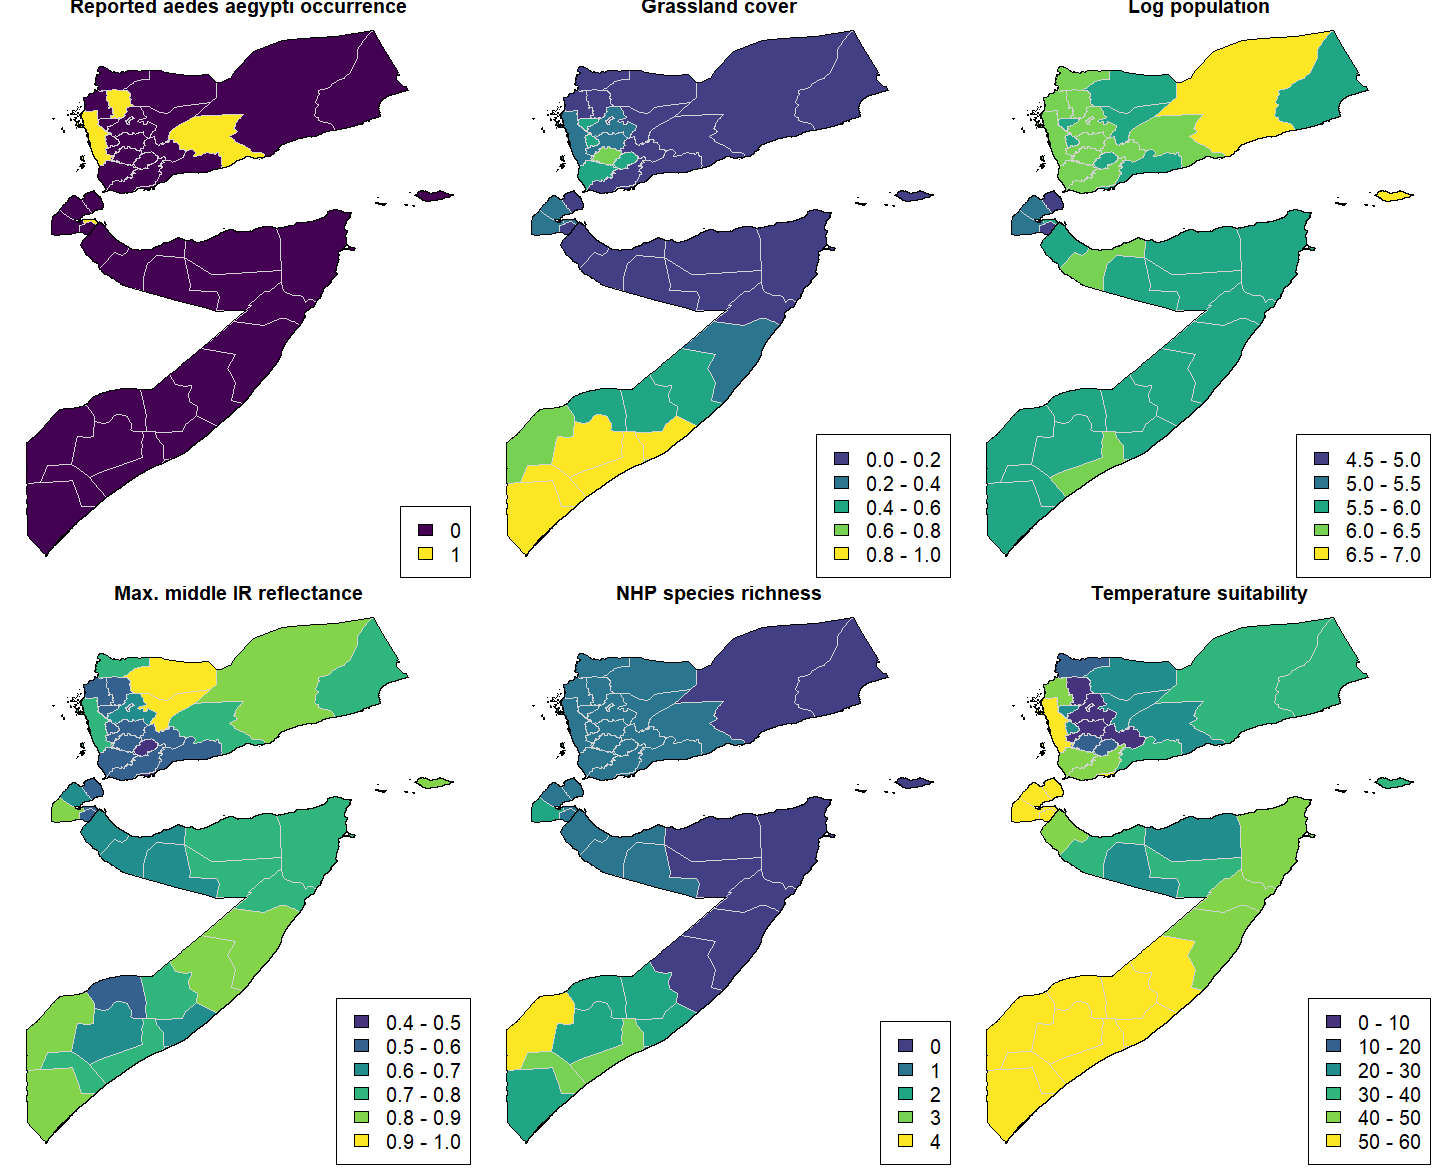 Reported aedes aegypti occurrence
Grassland cover
Log population
0
1
0.0 - 0.2
0.2 - 0.4
0.4 - 0.6
0.6 - 0.8
0.8 - 1.0
4.5 - 5.0
5.0 - 5.5
5.5 - 6.0
6.0 - 6.5
6.5 - 7.0
Max. middle IR reflectance
NHP species richness
Temperature suitability
0.4 - 0.5
0.5 - 0.6
0.6 - 0.7
0.7 - 0.8
0.8 - 0.9
0.9 - 1.0
0
1
2
3
4
0 - 10
10 - 20
20 - 30
30 - 40
40 - 50
50 - 60